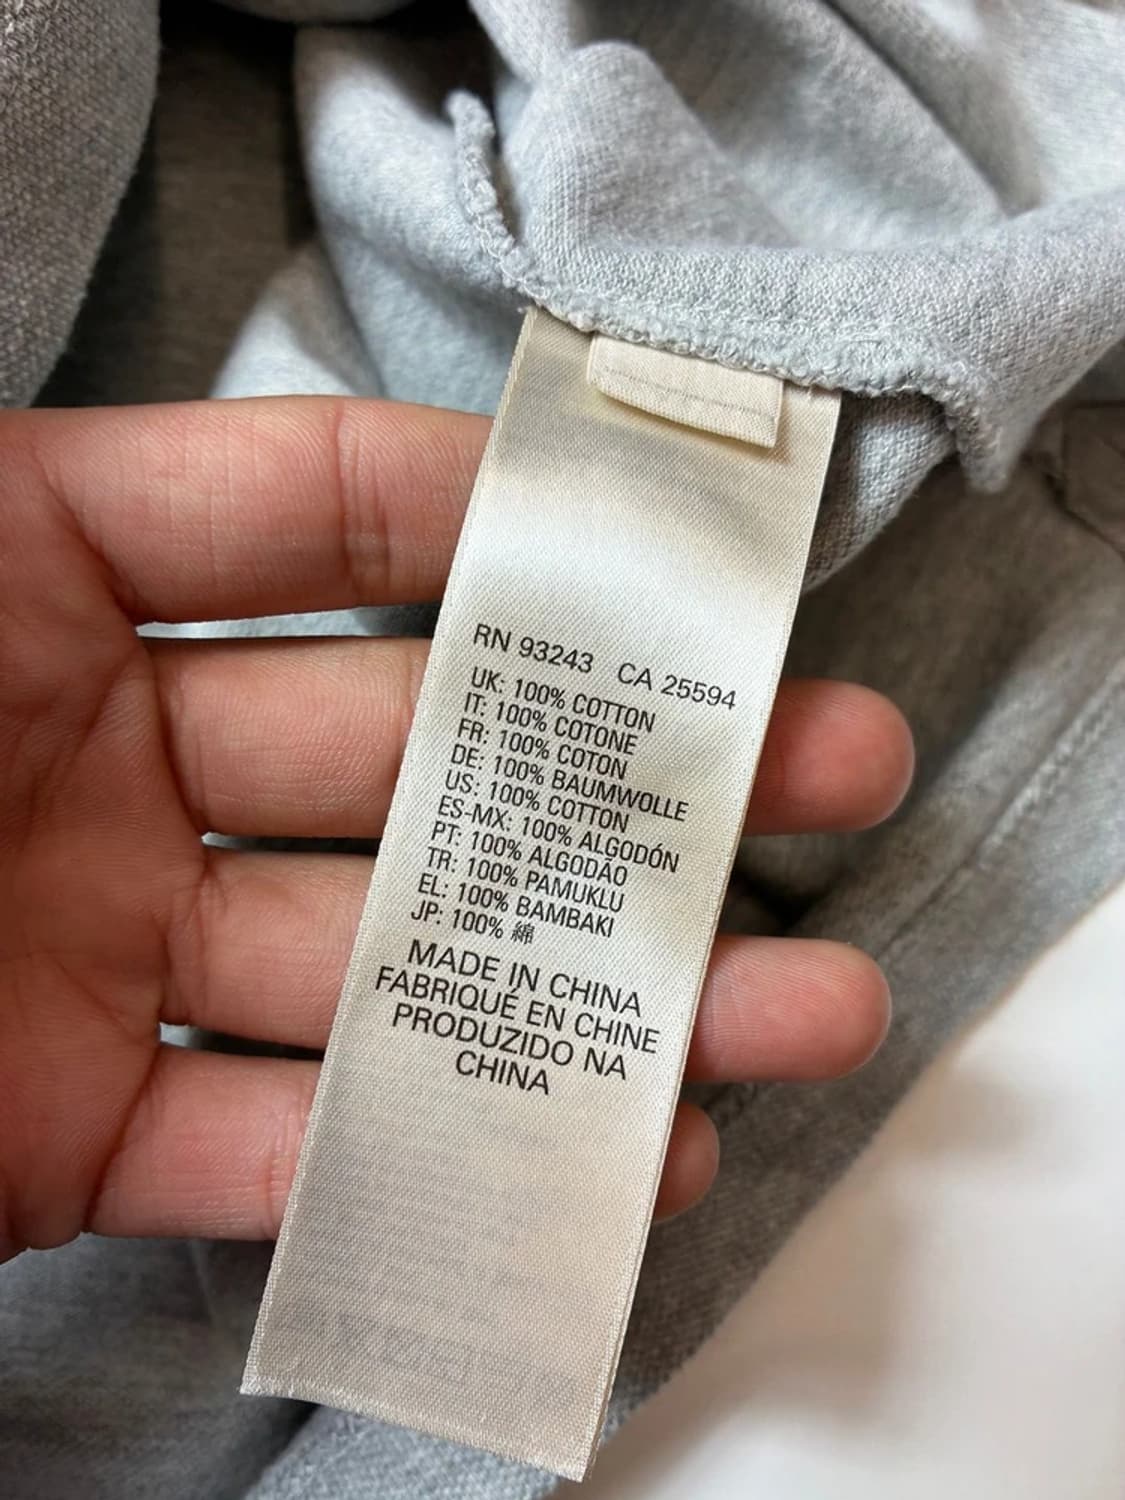 RN 93243 CA 25594
UK: 100% COTTON
IT: 100% COTONE
FR: 100% COTON
DE: 100% BAUMWOLLE
US: 100% COTTON
ES-MX: 100% ALGODÓN
PT: 100% ALGODÃO
TR: 100% PAMUKLU
EL: 100% BAMBAKI
JP: 100% 綿
MADE IN CHINA
FABRIQUÉ EN CHINE
PRODUZIDO NA
CHINA